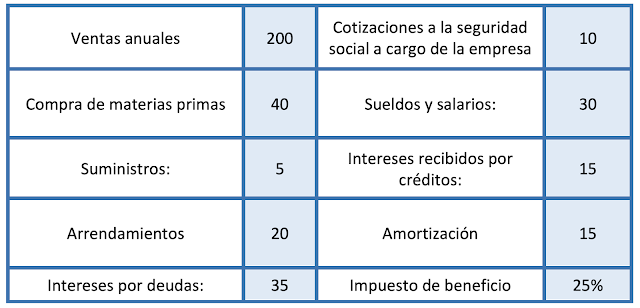 Ventas anuales 200 Cotizaciones a la seguridad
social a cargo de la empresa 10
Compra de materias primas 40 Sueldos y salarios: 30
Suministros: 5 Intereses recibidos por
créditos: 15
Arrendamientos 20 Amortización 15
Intereses por deudas: 35 Impuesto de beneficio 25%